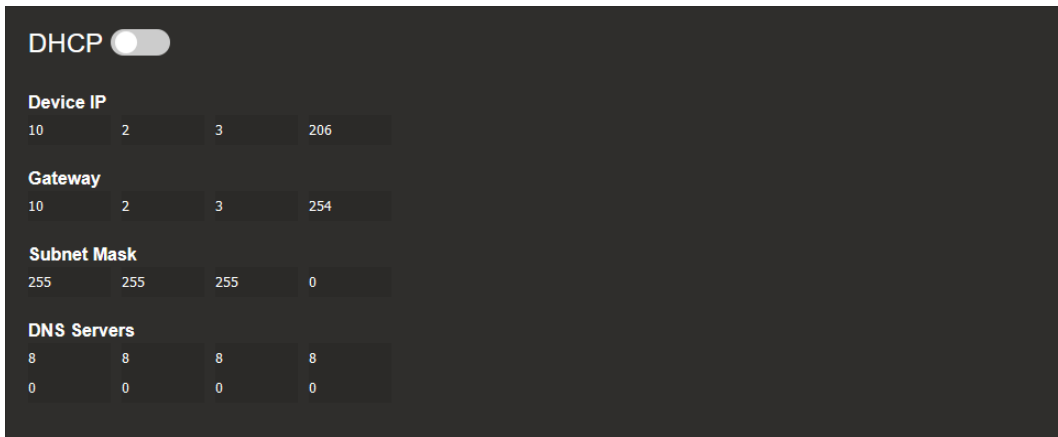 DHCP
Device IP
10 2 3 206
Gateway
10 2 3 254
Subnet Mask
255 255 255 0
DNS Servers
8 8 8 8
0 0 0 0